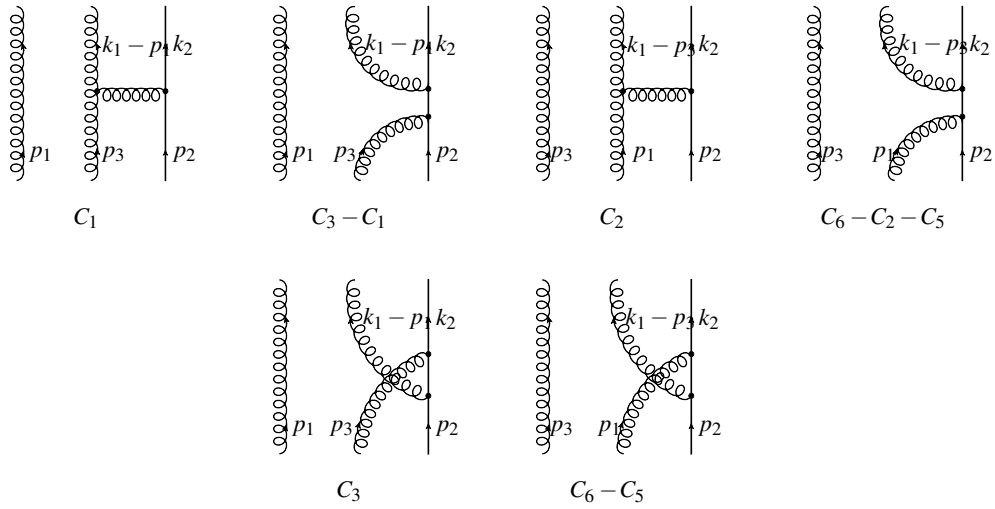 k₁ − p₁ k₂ k₁ − p₁ k₂ k₁ − p₃ k₂ k₁ − p₃ k₂
p₁ p₃ p₂ p₁ p₃ p₂ p₃ p₁ p₂ p₃ p₁ p₂
C₁ C₃ − C₁ C₂ C₆ − C₂ − C₅
k₁ − p₁ k₂ k₁ − p₃ k₂
p₁ p₃ p₂ p₃ p₁ p₂
C₃ C₆ − C₅